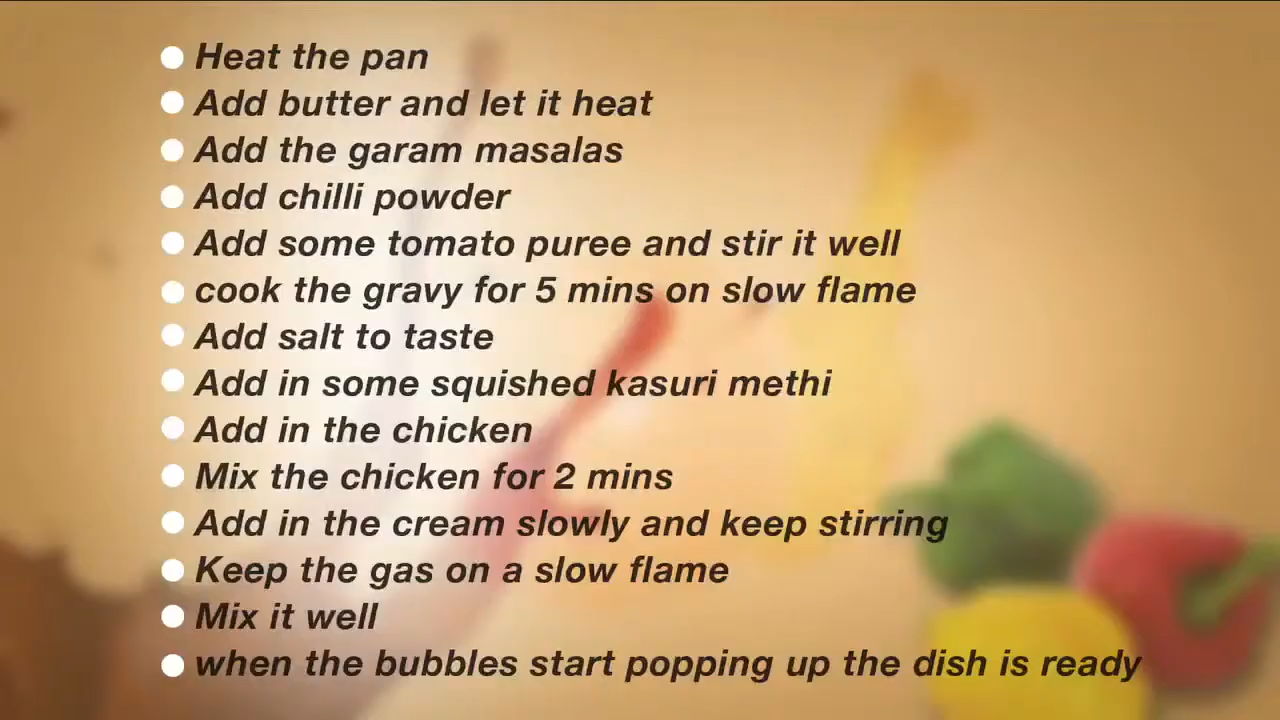 Heat the pan
Add butter and let it heat
Add the garam masalas
Add chilli powder
Add some tomato puree and stir it well
cook the gravy for 5 mins on slow flame
Add salt to taste
Add in some squished kasuri methi
Add in the chicken
Mix the chicken for 2 mins
Add in the cream slowly and keep stirring
Keep the gas on a slow flame
Mix it well
when the bubbles start popping up the dish is ready